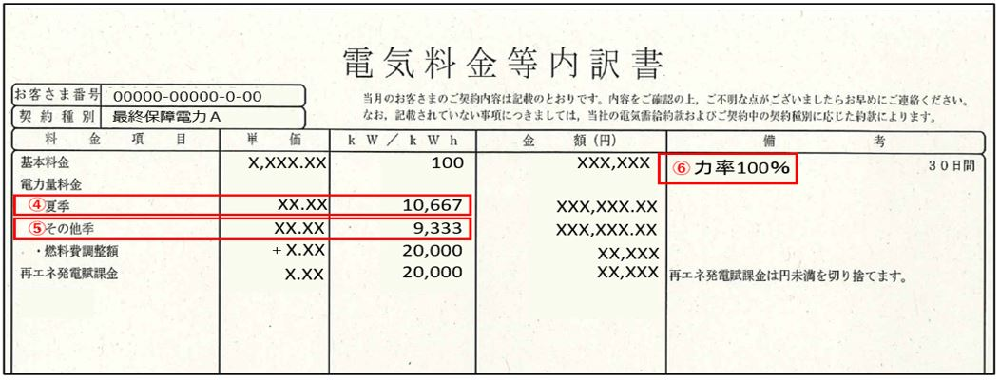 電気料金等内訳書
お客さま番号 00000-00000-0-00
契約種別 最終保障電力A
当月のお客さまのご契約内容は記載のとおりです。内容をご確認の上，ご不明な点がございましたらお早めにご連絡ください。
なお，記載されていない事項につきましては，当社の電気需給約款およびご契約中の契約種別に応じた約款によります。
料金項目 単価 kW/kWh 金額(円) 備考
基本料金 X,XXX.XX 100 XXX,XXX ⑥力率100% 30日間
電力量料金
④夏季 XX.XX 10,667 XXX,XXX.XX
⑤その他季 XX.XX 9,333 XXX,XXX.XX
・燃料費調整額 +X.XX 20,000 XX,XXX
再エネ発電賦課金 X.XX 20,000 XX,XXX 再エネ発電賦課金は円未満を切り捨てます。